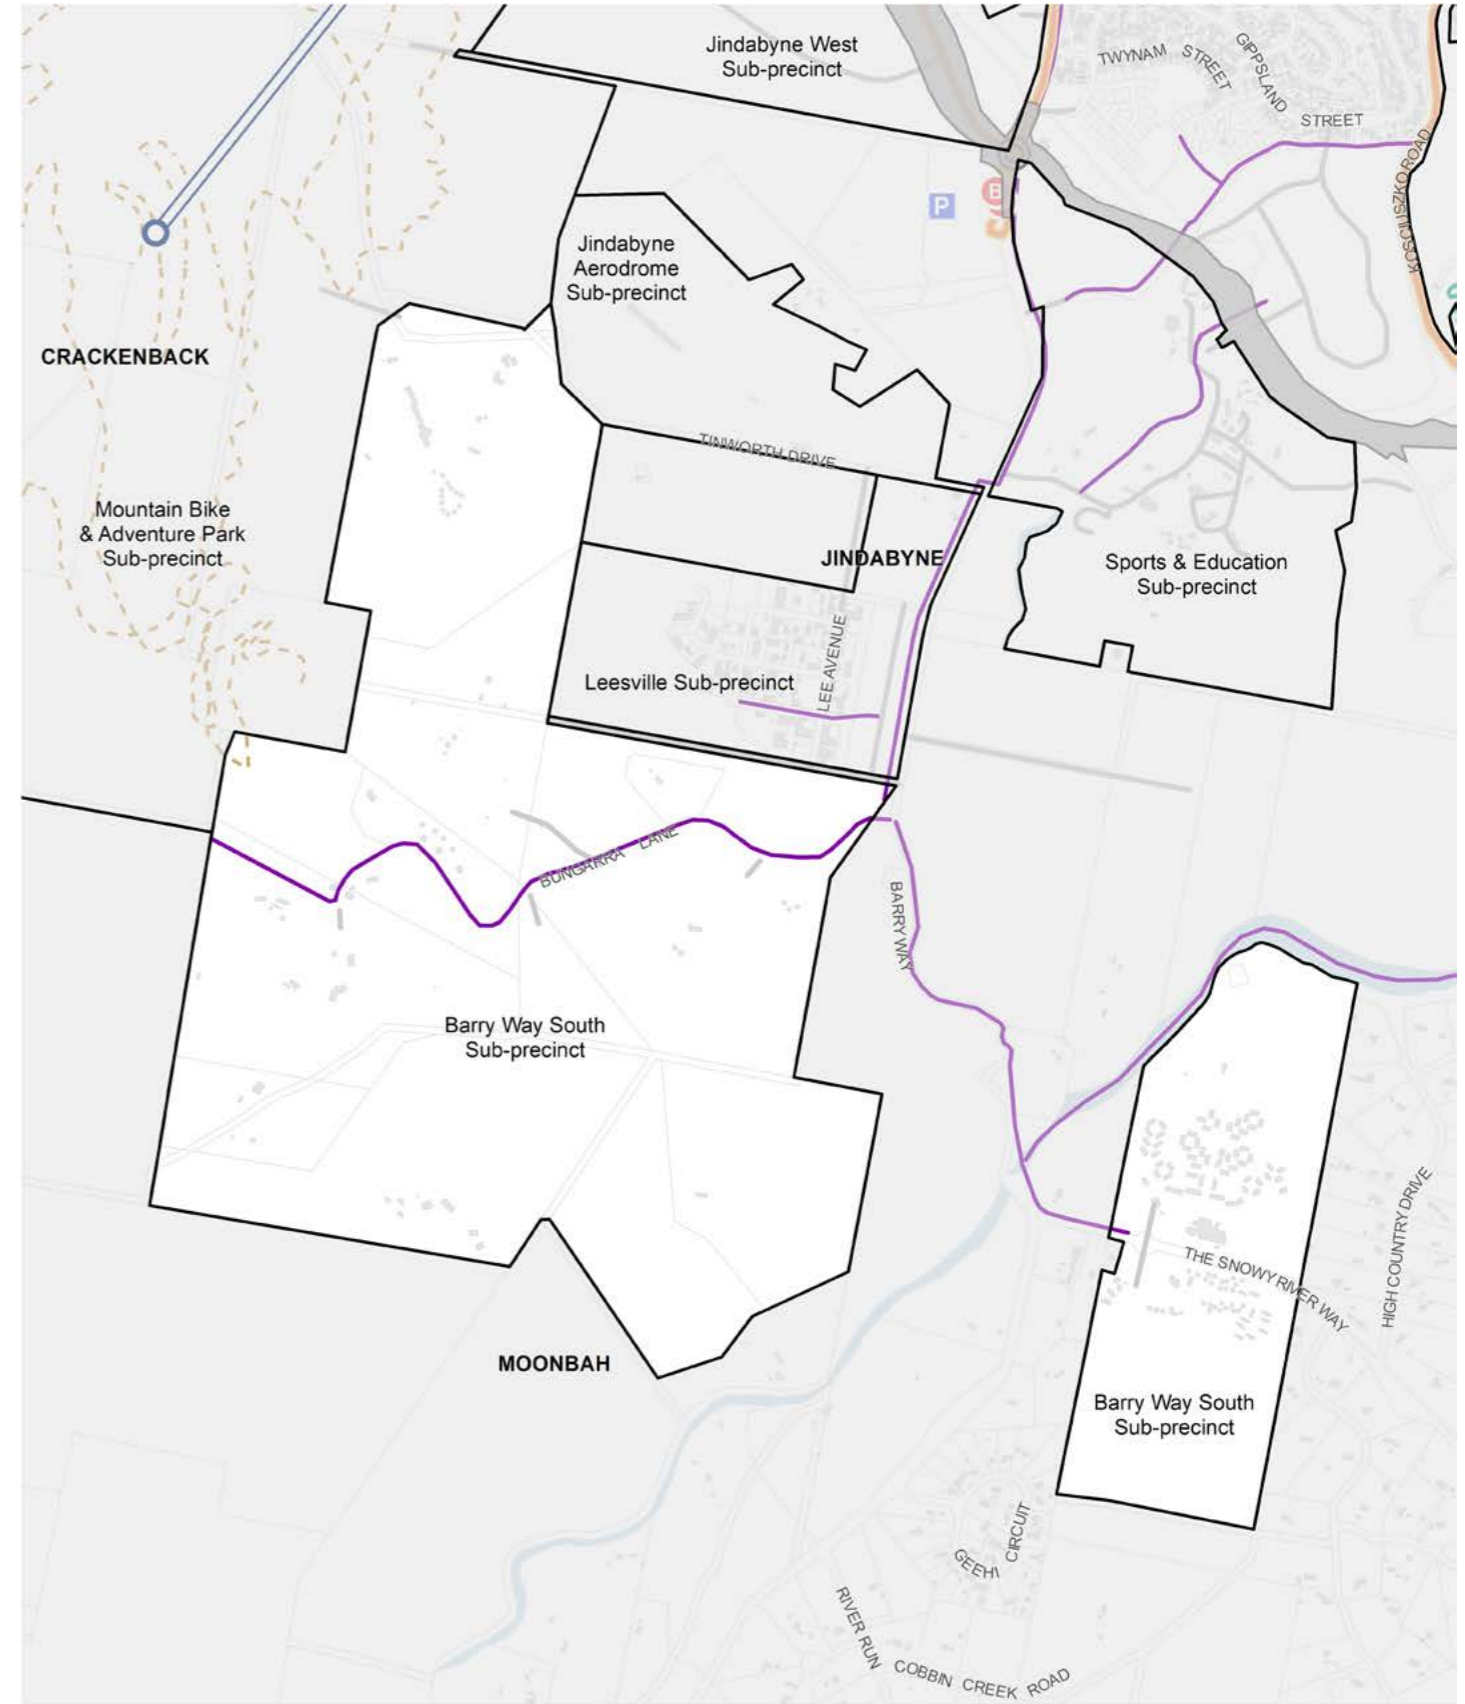 Jindabyne West
Sub-precinct
TWYNAM STREET
GIPPSLAND
STREET
KOSCIUSZKO ROAD
P
B
Jindabyne
Aerodrome
Sub-precinct
CRACKENBACK
TINWORTH DRIVE
Mountain Bike
& Adventure Park
Sub-precinct
JINDABYNE
Sports & Education
Sub-precinct
LEE AVENUE
Leesville Sub-precinct
BUNGARRA LANE
BARRY WAY
Barry Way South
Sub-precinct
HIGH COUNTRY DRIVE
THE SNOWY RIVER WAY
MOONBAH
Barry Way South
Sub-precinct
GEEHI CIRCUIT
RIVER RUN
COBBIN CREEK ROAD